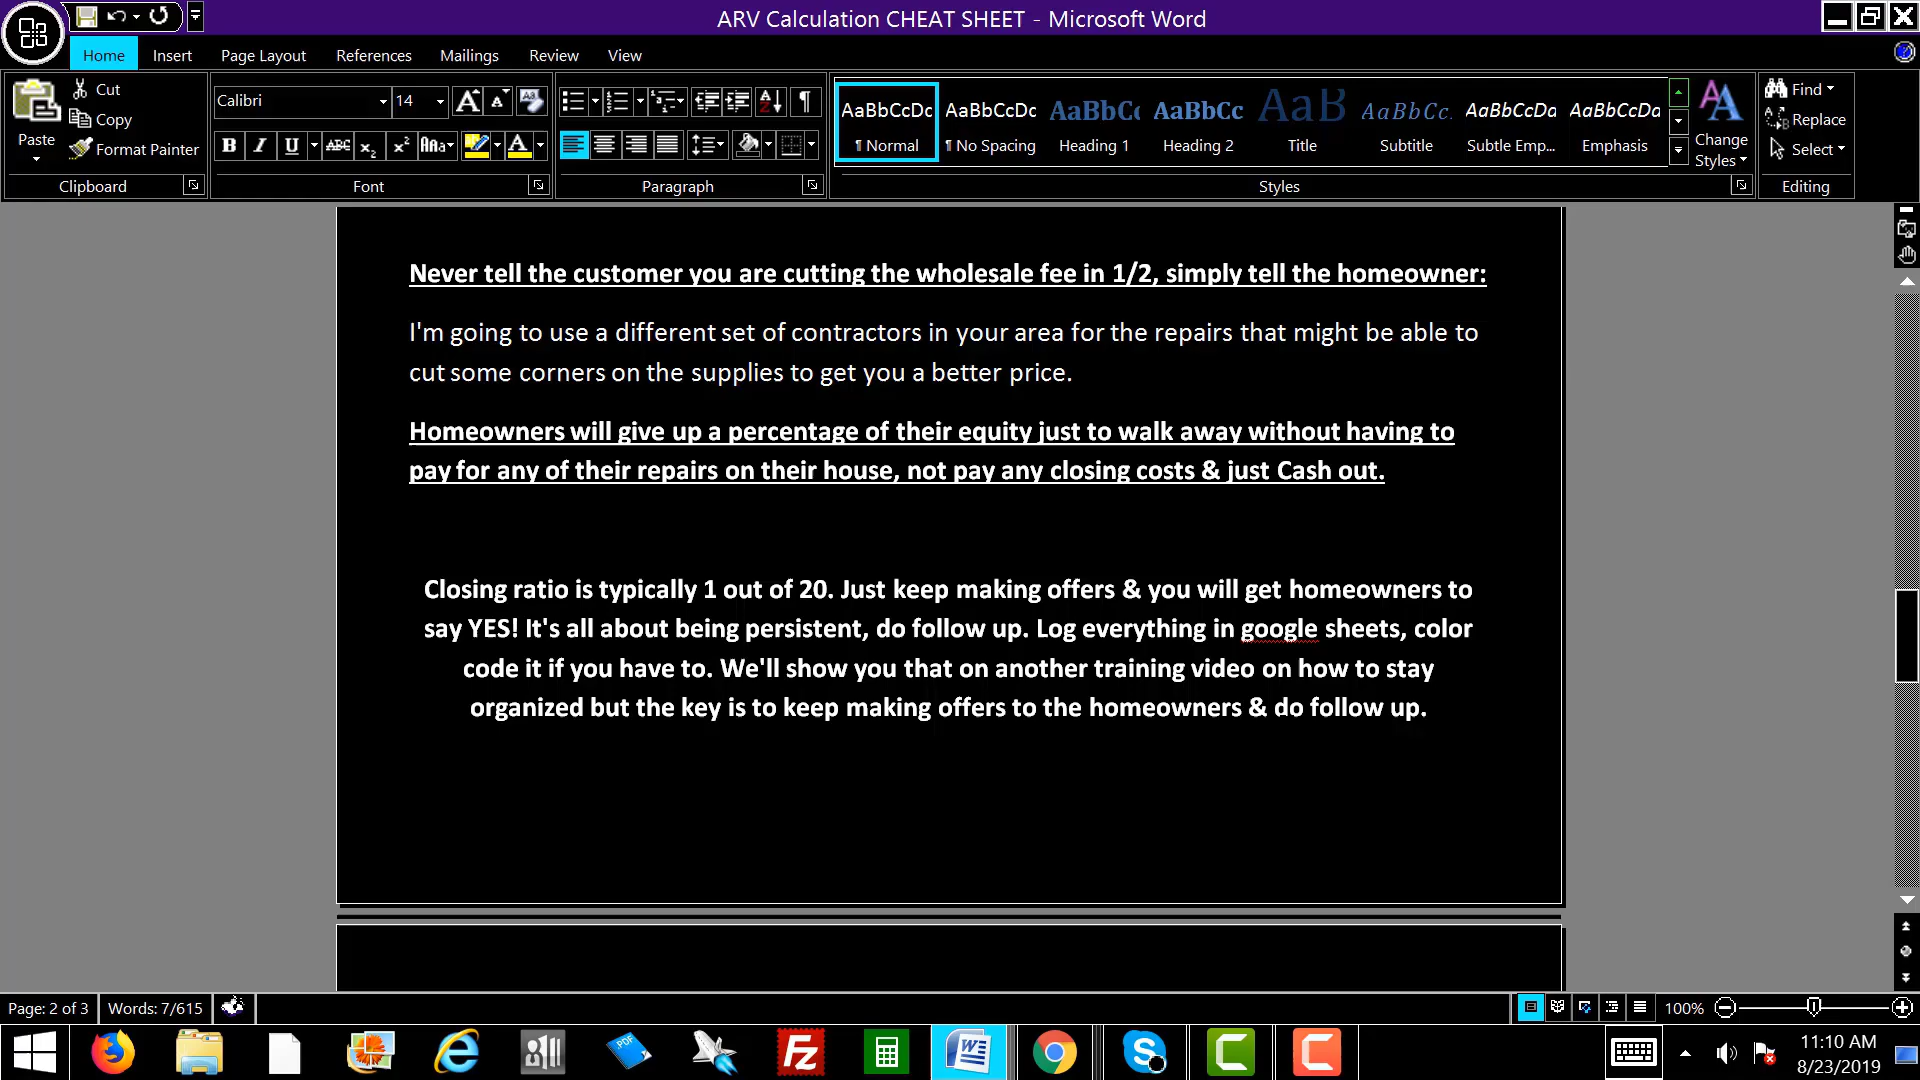 ARV Calculation CHEAT SHEET - Microsoft Word
Home Insert Page Layout References Mailings Review View
Paste
Cut
Copy
Format Painter
Clipboard
Calibri 14
B I U ABC x₂ x² Aa
Font
Paragraph
AaBbCcDc AaBbCcDc AaBbCc AaBbCc AaB AaBbCc. AaBbCcDa AaBbCcDa
¶ Normal ¶ No Spacing Heading 1 Heading 2 Title Subtitle Subtle Emp... Emphasis
Change
Styles
Styles
Find
Replace
Select
Editing
Never tell the customer you are cutting the wholesale fee in 1/2, simply tell the homeowner:
I'm going to use a different set of contractors in your area for the repairs that might be able to
cut some corners on the supplies to get you a better price.
Homeowners will give up a percentage of their equity just to walk away without having to
pay for any of their repairs on their house, not pay any closing costs & just Cash out.
Closing ratio is typically 1 out of 20. Just keep making offers & you will get homeowners to
say YES! It's all about being persistent, do follow up. Log everything in google sheets, color
code it if you have to. We'll show you that on another training video on how to stay
organized but the key is to keep making offers to the homeowners & do follow up.
Page: 2 of 3 Words: 7/615
100%
11:10 AM
8/23/2019